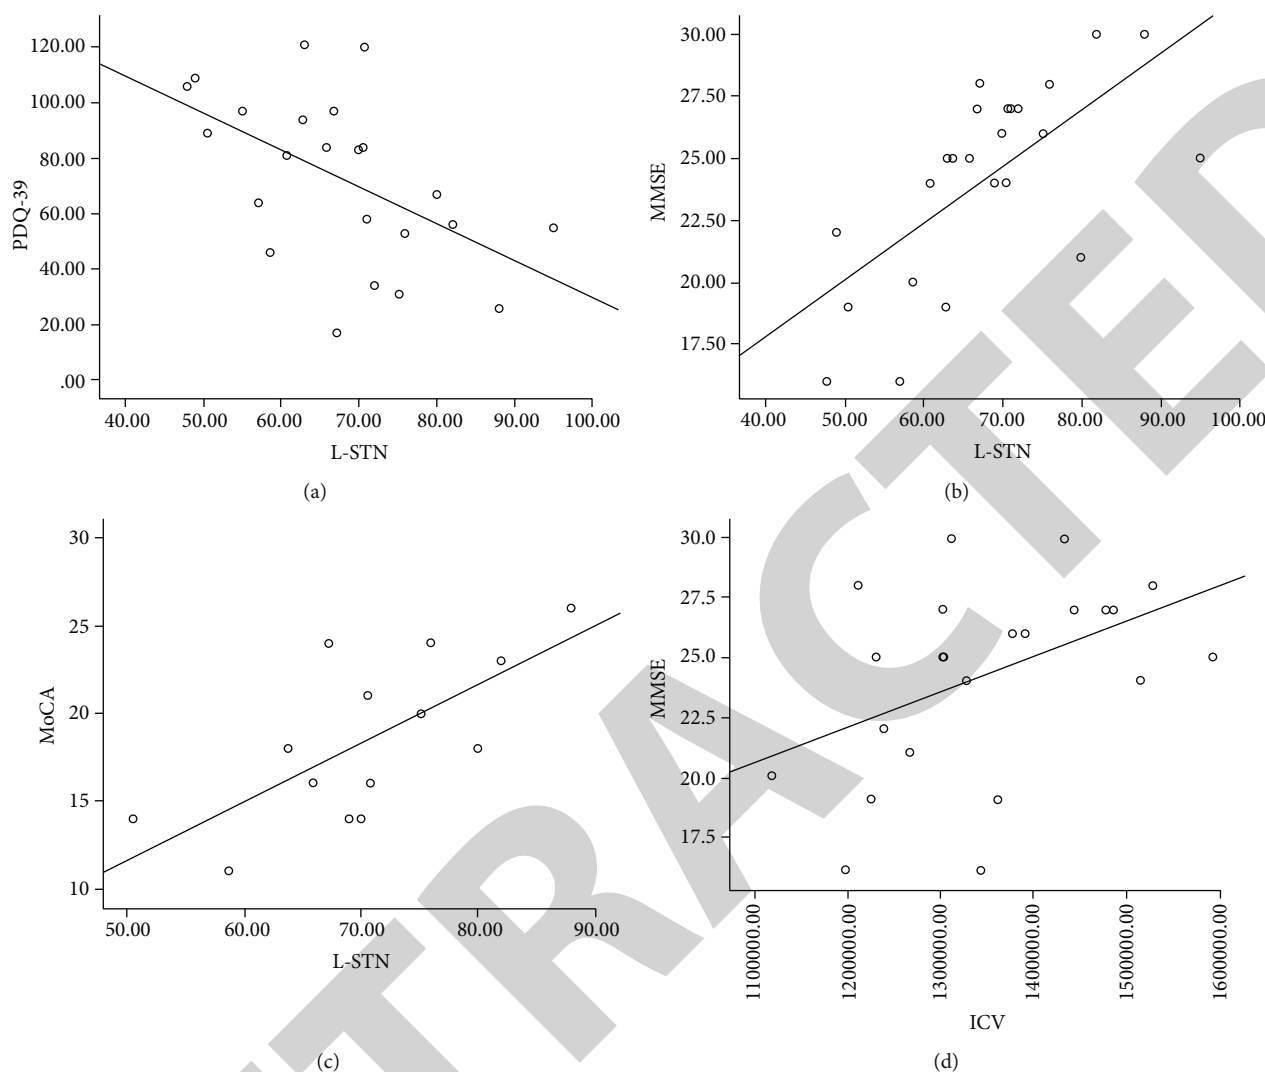 120.00
100.00
80.00
60.00
40.00
20.00
.00
PDQ-39
40.00 50.00 60.00 70.00 80.00 90.00 100.00
L-STN
(a)
30.00
27.50
25.00
22.50
20.00
17.50
MMSE
40.00 50.00 60.00 70.00 80.00 90.00 100.00
L-STN
(b)
30
25
20
15
10
MoCA
50.00 60.00 70.00 80.00 90.00
L-STN
(c)
30.0
27.5
25.0
22.5
20.0
17.5
MMSE
1100000.00 1200000.00 1300000.00 1400000.00 1500000.00 1600000.00
ICV
(d)
TRACTED